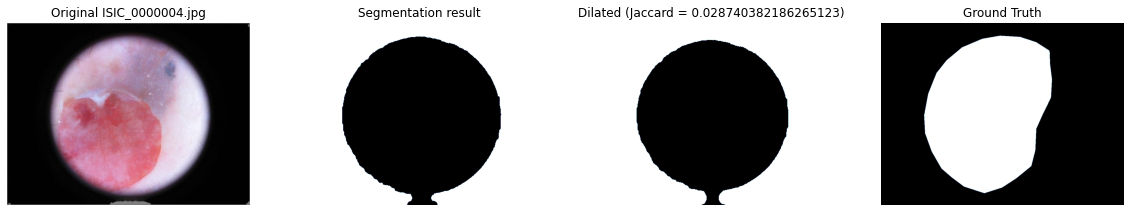 Original ISIC_0000004.jpg
Segmentation result
Dilated (Jaccard = 0.028740382186265123)
Ground Truth